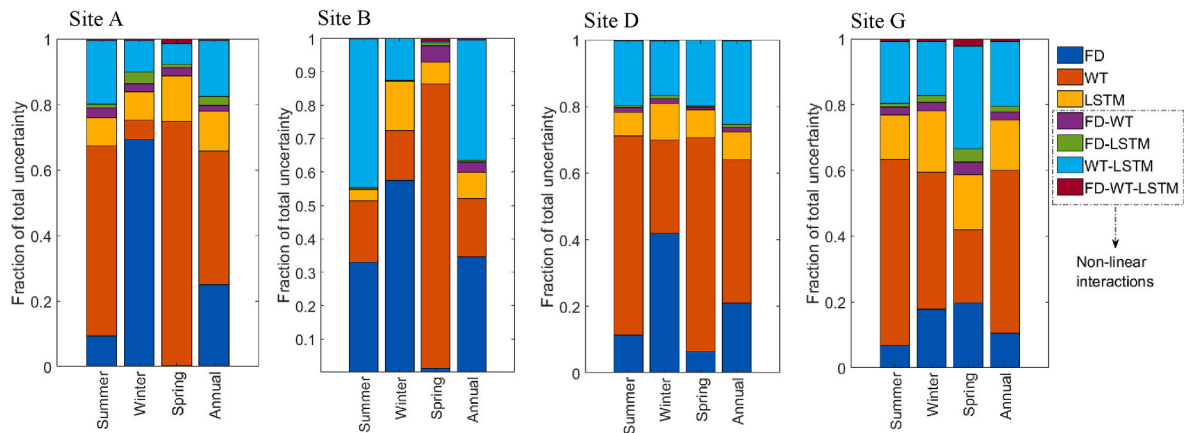 Site A
Fraction of total uncertainty
1
0.8
0.6
0.4
0.2
0
Summer
Winter
Spring
Annual
Site B
Fraction of total uncertainty
1
0.9
0.8
0.7
0.6
0.5
0.4
0.3
0.2
0.1
Summer
Winter
Spring
Annual
Site D
Fraction of total uncertainty
1
0.8
0.6
0.4
0.2
0
Summer
Winter
Spring
Annual
Site G
Fraction of total uncertainty
1
0.8
0.6
0.4
0.2
0
Summer
Winter
Spring
Annual
FD
WT
LSTM
FD-WT
FD-LSTM
WT-LSTM
FD-WT-LSTM
Non-linear
interactions